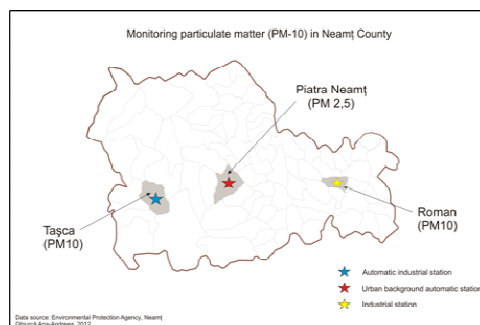 Monitoring particulate matter (PM-10) in Neamț County
Piatra Neamț
(PM 2,5)
Tașca
(PM10)
Roman
(PM10)
Automatic industrial station
Urban background automatic station
Industrial station
Data source: Environmental Protection Agency, Neamț
Ghiurcă Ana-Andreea, 2012